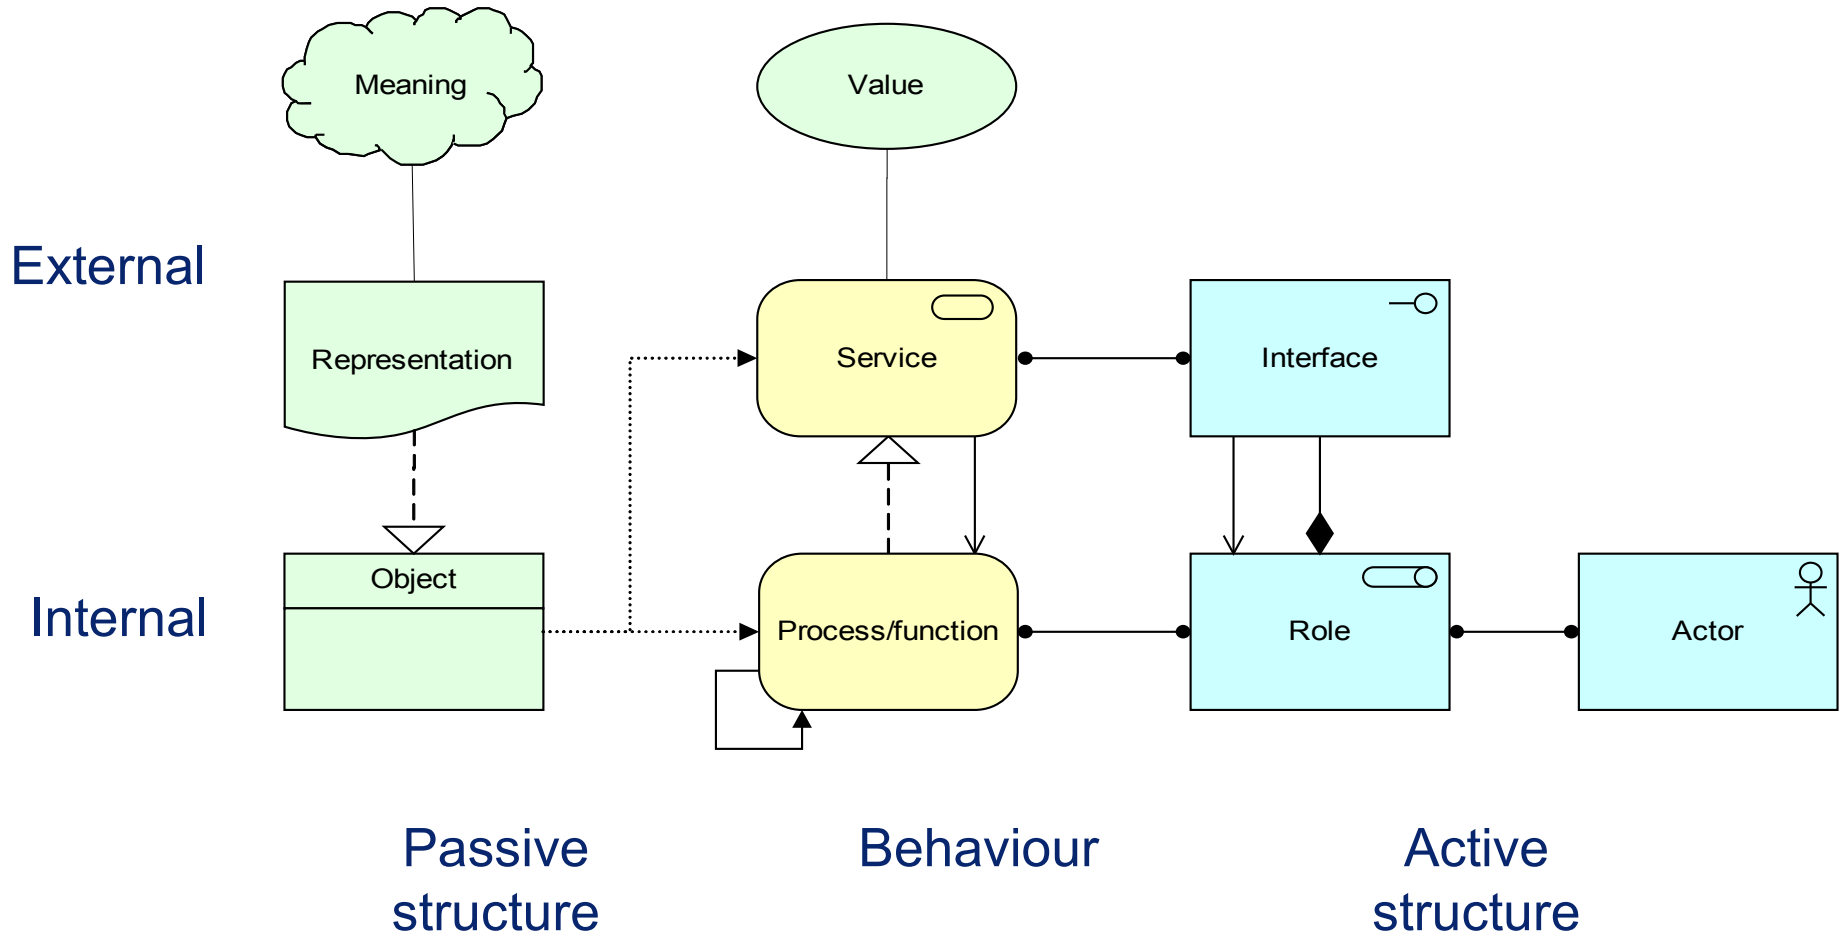 Meaning
Value
External
Representation
Service
Interface
Object
Internal
Process/function
Role
Actor
Passive
structure
Behaviour
Active
structure